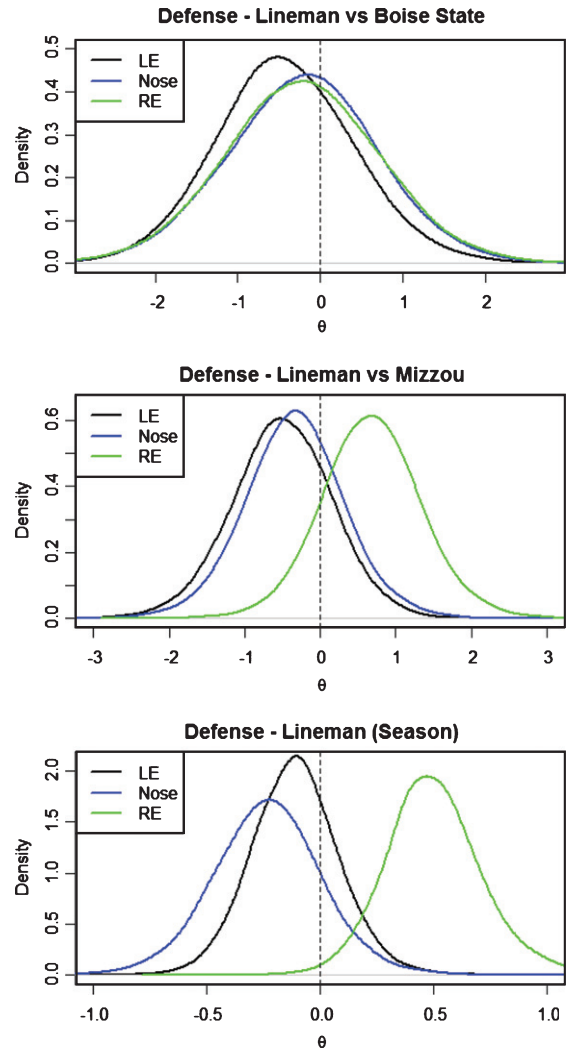 Defense - Lineman vs Boise State
LE
Nose
RE
Density
0.0 0.1 0.2 0.3 0.4 0.5
-2 -1 0 1 2
θ
Defense - Lineman vs Mizzou
LE
Nose
RE
Density
0.0 0.2 0.4 0.6
-3 -2 -1 0 1 2 3
θ
Defense - Lineman (Season)
LE
Nose
RE
Density
0.0 0.5 1.0 1.5 2.0
-1.0 -0.5 0.0 0.5 1.0
θ